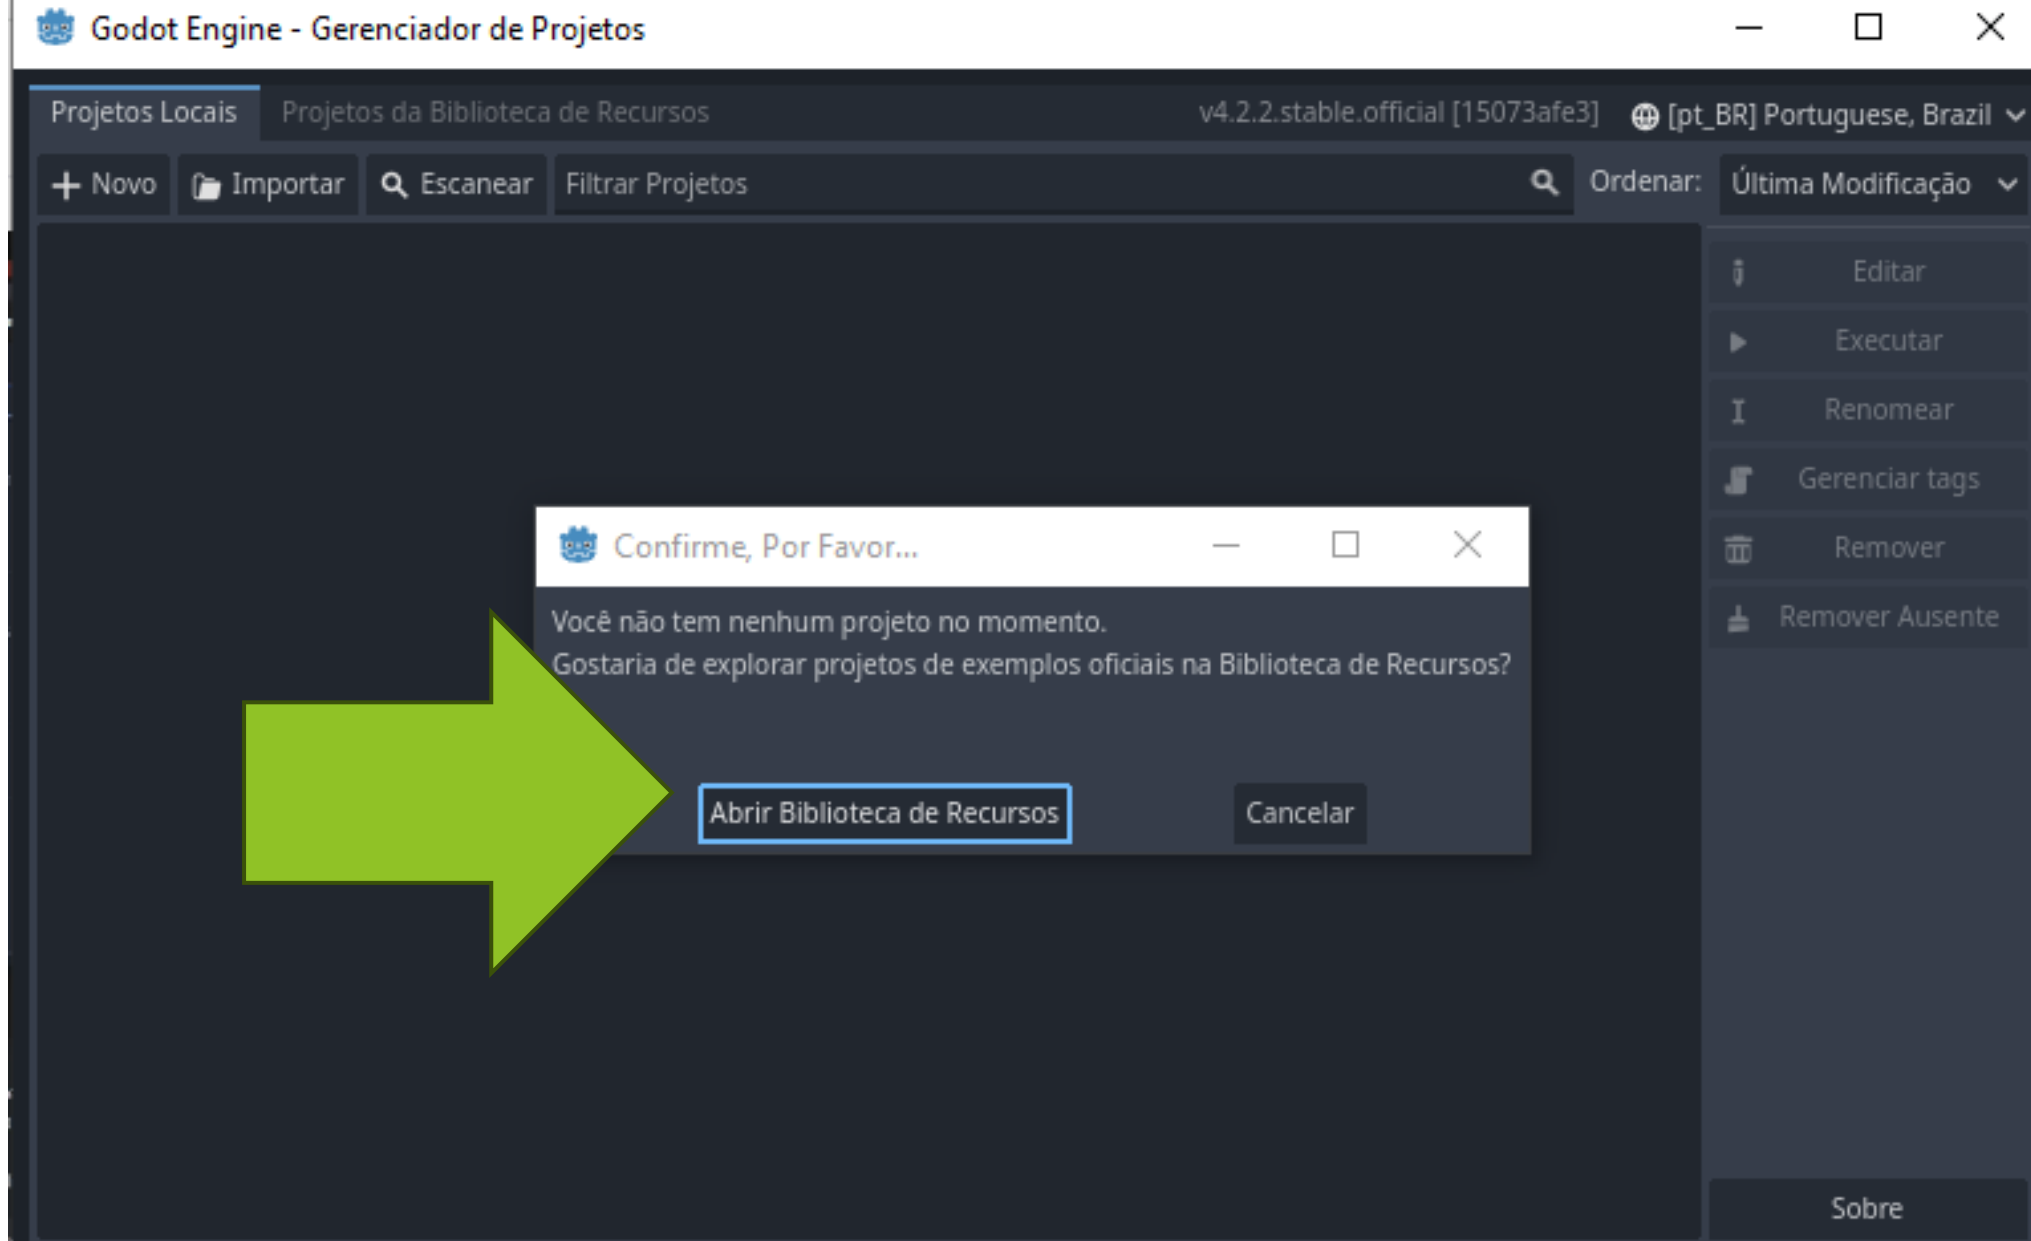 Godot Engine - Gerenciador de Projetos
Projetos Locais Projetos da Biblioteca de Recursos v4.2.2.stable.official [15073afe3] [pt_BR] Portuguese, Brazil
Novo Importar Escanear Filtrar Projetos Ordenar: Última Modificação
Editar
Executar
Renomear
Gerenciar tags
Remover
Remover Ausente
Confirme, Por Favor...
Você não tem nenhum projeto no momento.
Gostaria de explorar projetos de exemplos oficiais na Biblioteca de Recursos?
Abrir Biblioteca de Recursos Cancelar
Sobre